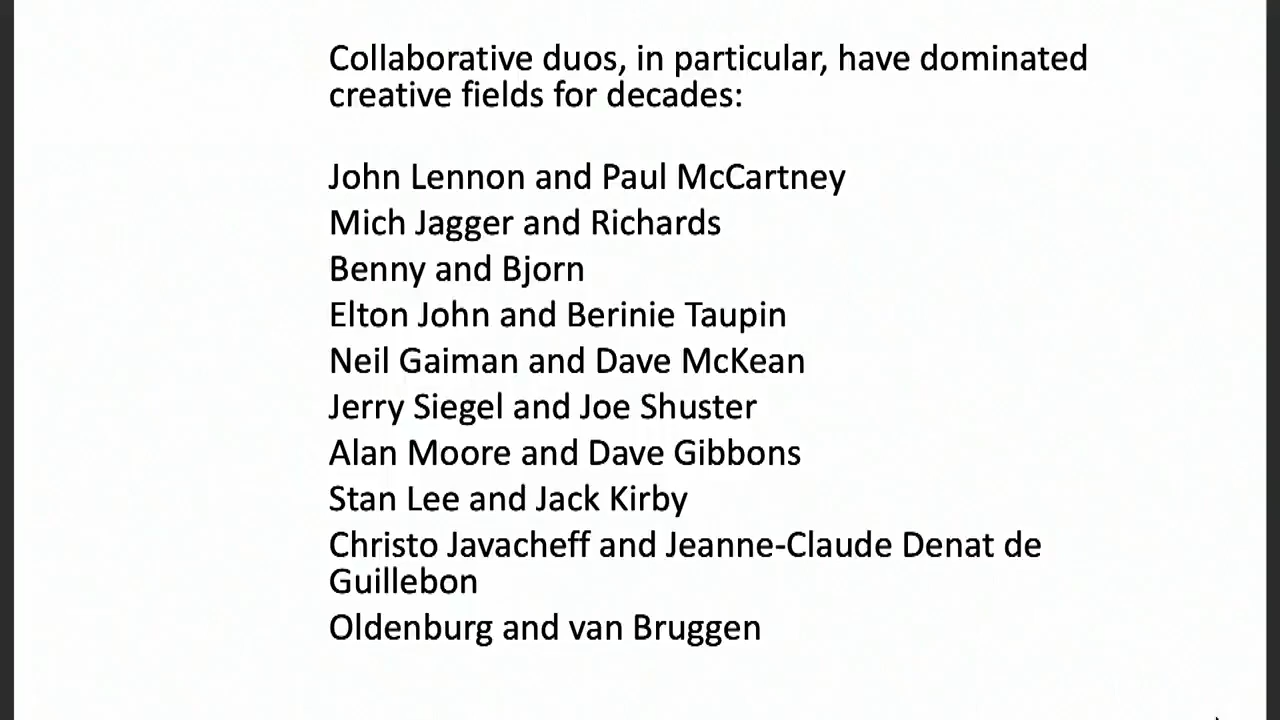 Collaborative duos, in particular, have dominated
creative fields for decades:
John Lennon and Paul McCartney
Mich Jagger and Richards
Benny and Bjorn
Elton John and Berinie Taupin
Neil Gaiman and Dave McKean
Jerry Siegel and Joe Shuster
Alan Moore and Dave Gibbons
Stan Lee and Jack Kirby
Christo Javacheff and Jeanne-Claude Denat de
Guillebon
Oldenburg and van Bruggen